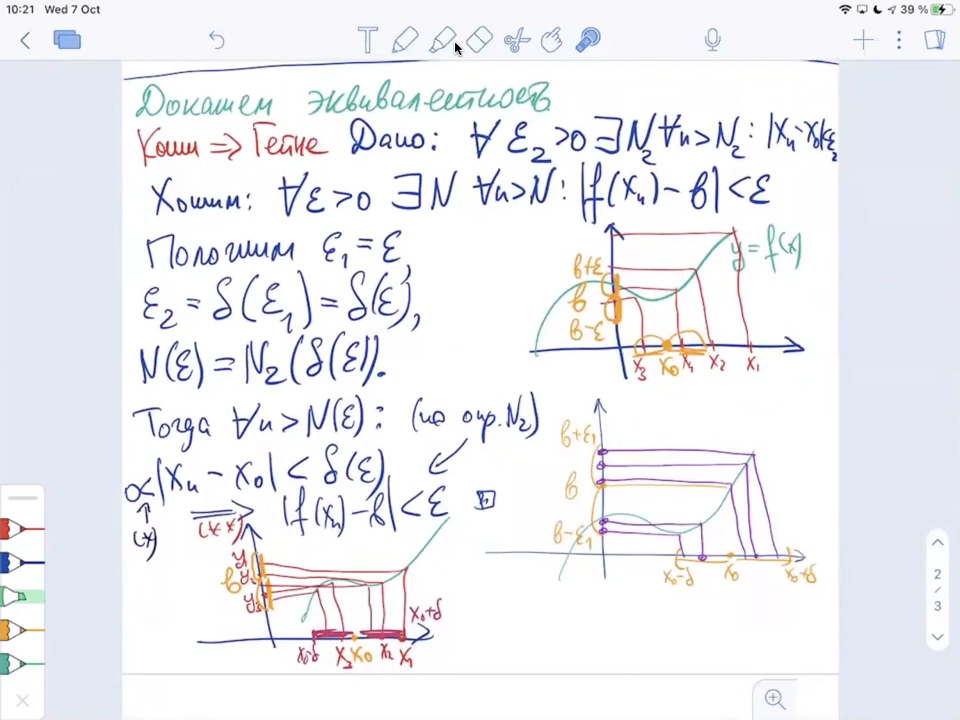 10:21 Wed 7 Oct
39 %
Докажем эквивалентность
Коши => Гейне Дано: ∀ ε₂>0 ∃N₂ ∀n>N₂: |xₙ-x₀|<ε₂
Хотим: ∀ε>0 ∃N ∀n>N: |f(xₙ)-b|<ε
Положим ε₁=ε,
ε₂=δ(ε₁)=δ(ε),
N(ε)=N₂(δ(ε)).
Тогда ∀n>N(ε): (по опр. N₂)
0<|xₙ-x₀|<δ(ε)
(*)
(**)
=> |f(xₙ)-b|<ε
y=f(x)
b+ε
b
b-ε
x₃ x₀ x₄ x₂ x₁
b+ε₁
b
b-ε₁
x₀-δ x₀ x₀+δ
y₁
y₂
b
y₃
x₀+δ
x₀-δ x₃ x₀ x₂ x₁
2
/
3